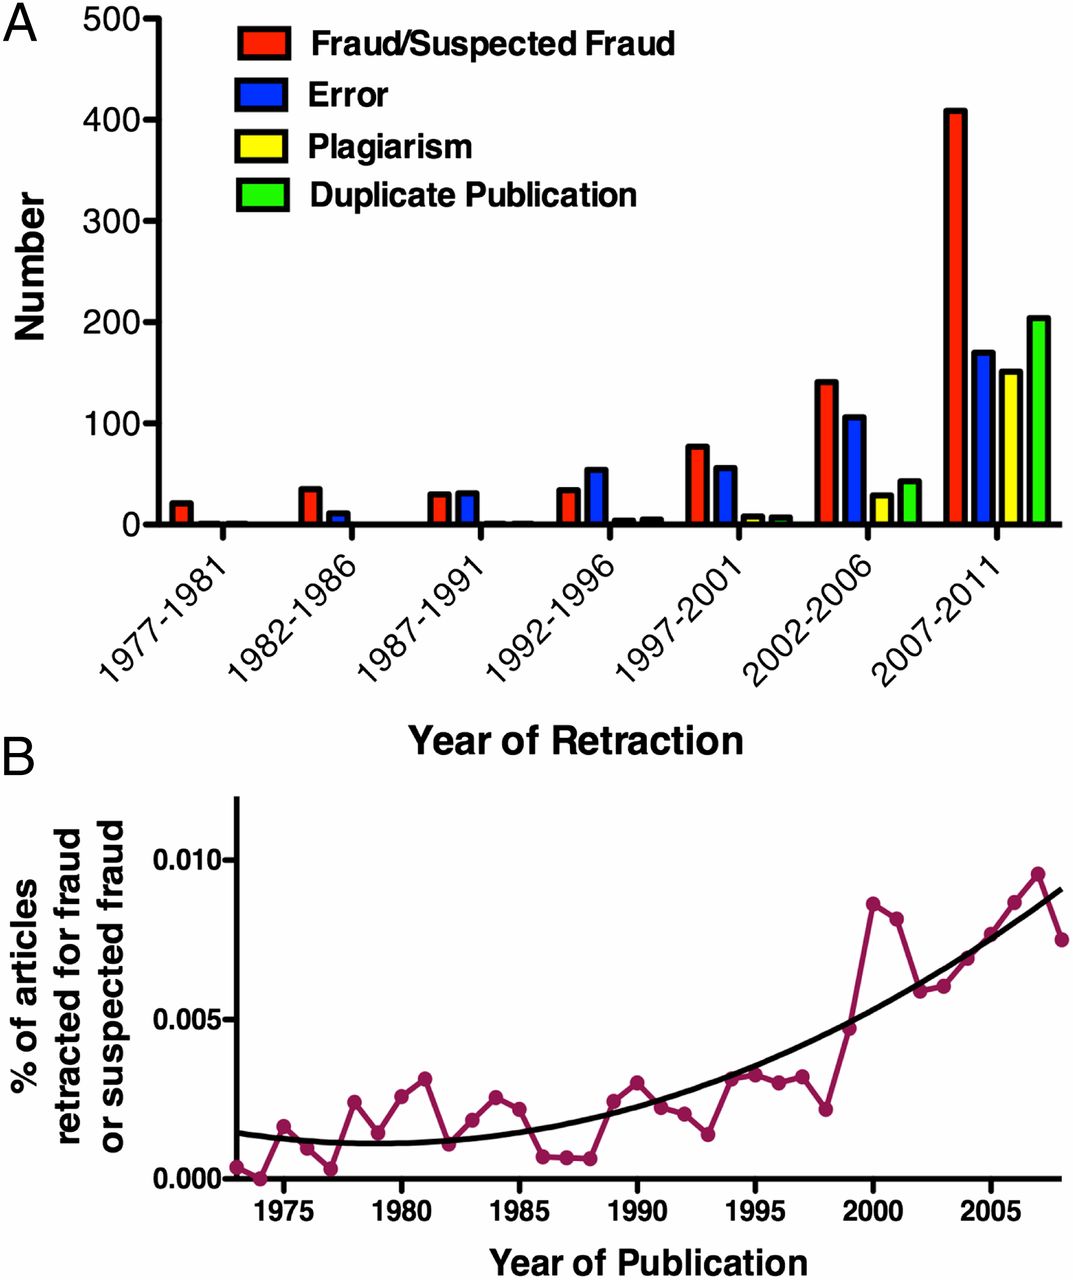 A
500
400
300
200
100
0
Number
Fraud/Suspected Fraud
Error
Plagiarism
Duplicate Publication
1977-1981
1982-1986
1987-1991
1992-1996
1997-2001
2002-2006
2007-2011
Year of Retraction
B
% of articles
retracted for fraud
or suspected fraud
0.010
0.005
0.000
1975
1980
1985
1990
1995
2000
2005
Year of Publication